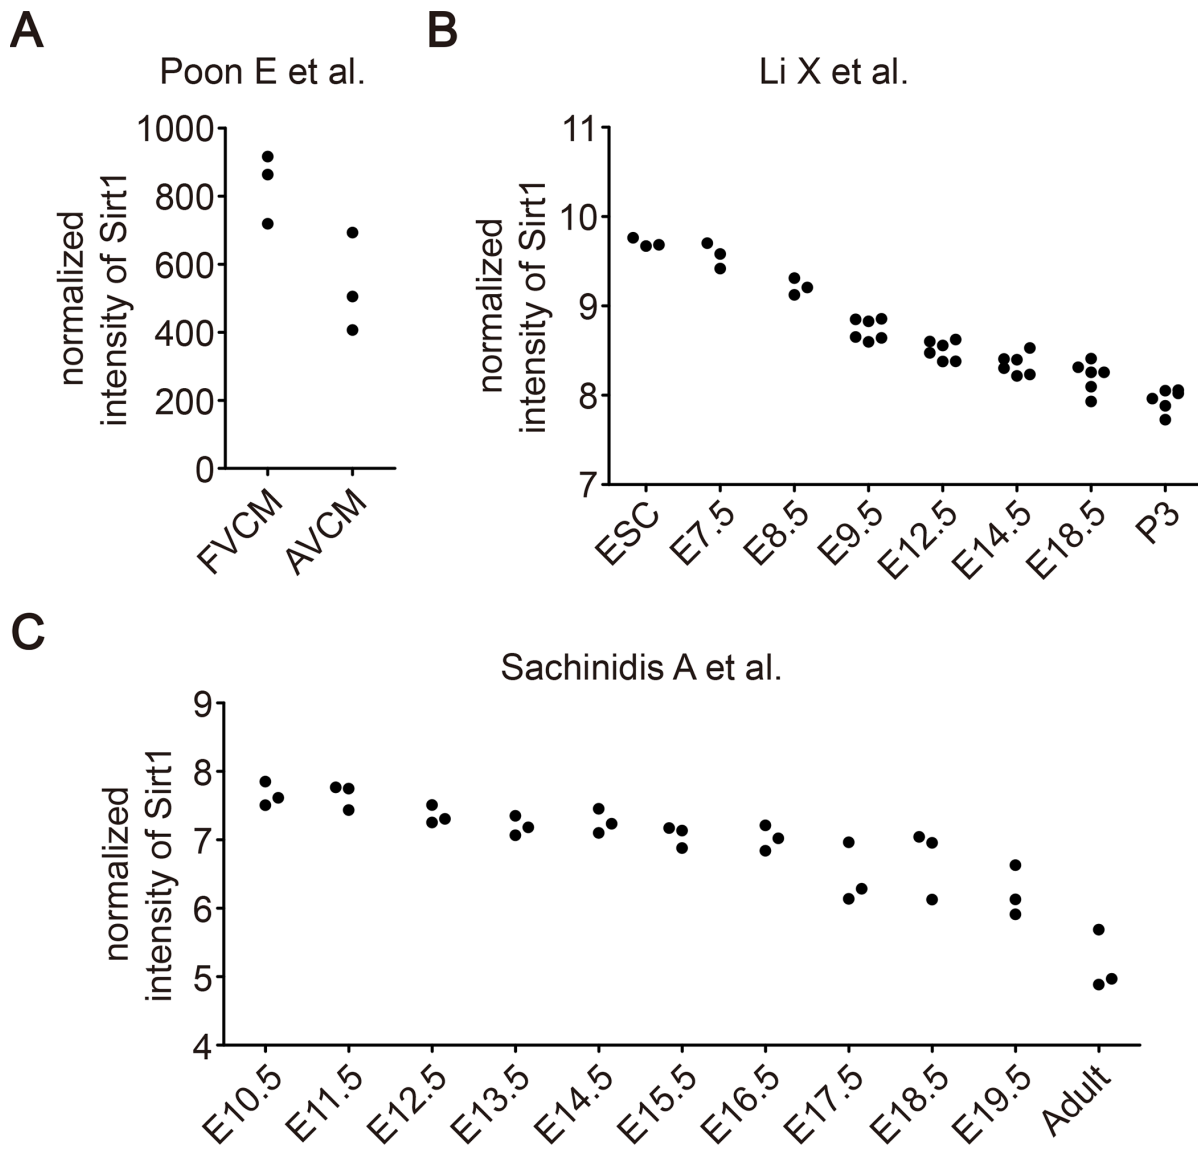 A
Poon E et al.
normalized
intensity of Sirt1
1000
800
600
400
200
0
FVCM
AVCM
B
Li X et al.
normalized
intensity of Sirt1
11
10
9
8
7
ESC
E7.5
E8.5
E9.5
E12.5
E14.5
E18.5
P3
C
Sachinidis A et al.
normalized
intensity of Sirt1
9
8
7
6
5
4
E10.5
E11.5
E12.5
E13.5
E14.5
E15.5
E16.5
E17.5
E18.5
E19.5
Adult